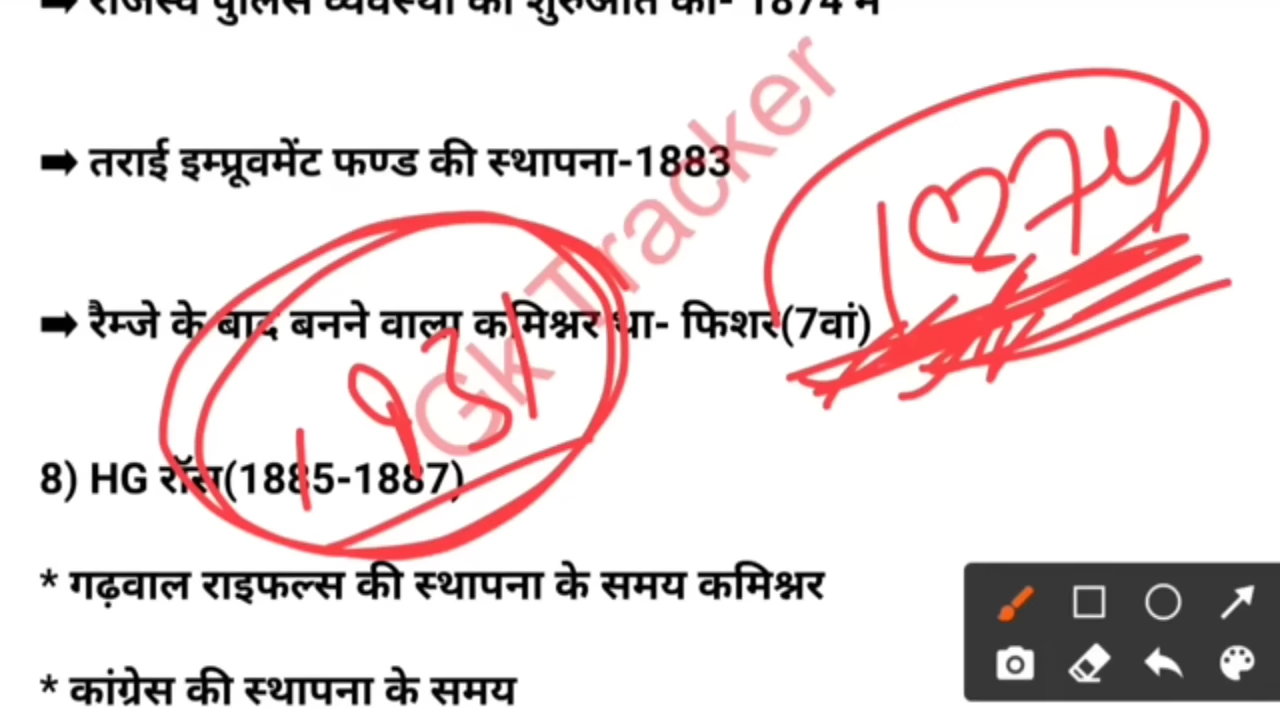 ➡ राजस्व पुलिस व्यवस्था की शुरुआत की- 1874 में
➡ तराई इम्प्रूवमेंट फण्ड की स्थापना-1883
1874
➡ रैम्जे के बाद बनने वाला कमिश्नर था- फिशर(7वां)
1931
8) HG रॉस(1885-1887)
* गढ़वाल राइफल्स की स्थापना के समय कमिश्नर
* कांग्रेस की स्थापना के समय
Gk Tracker